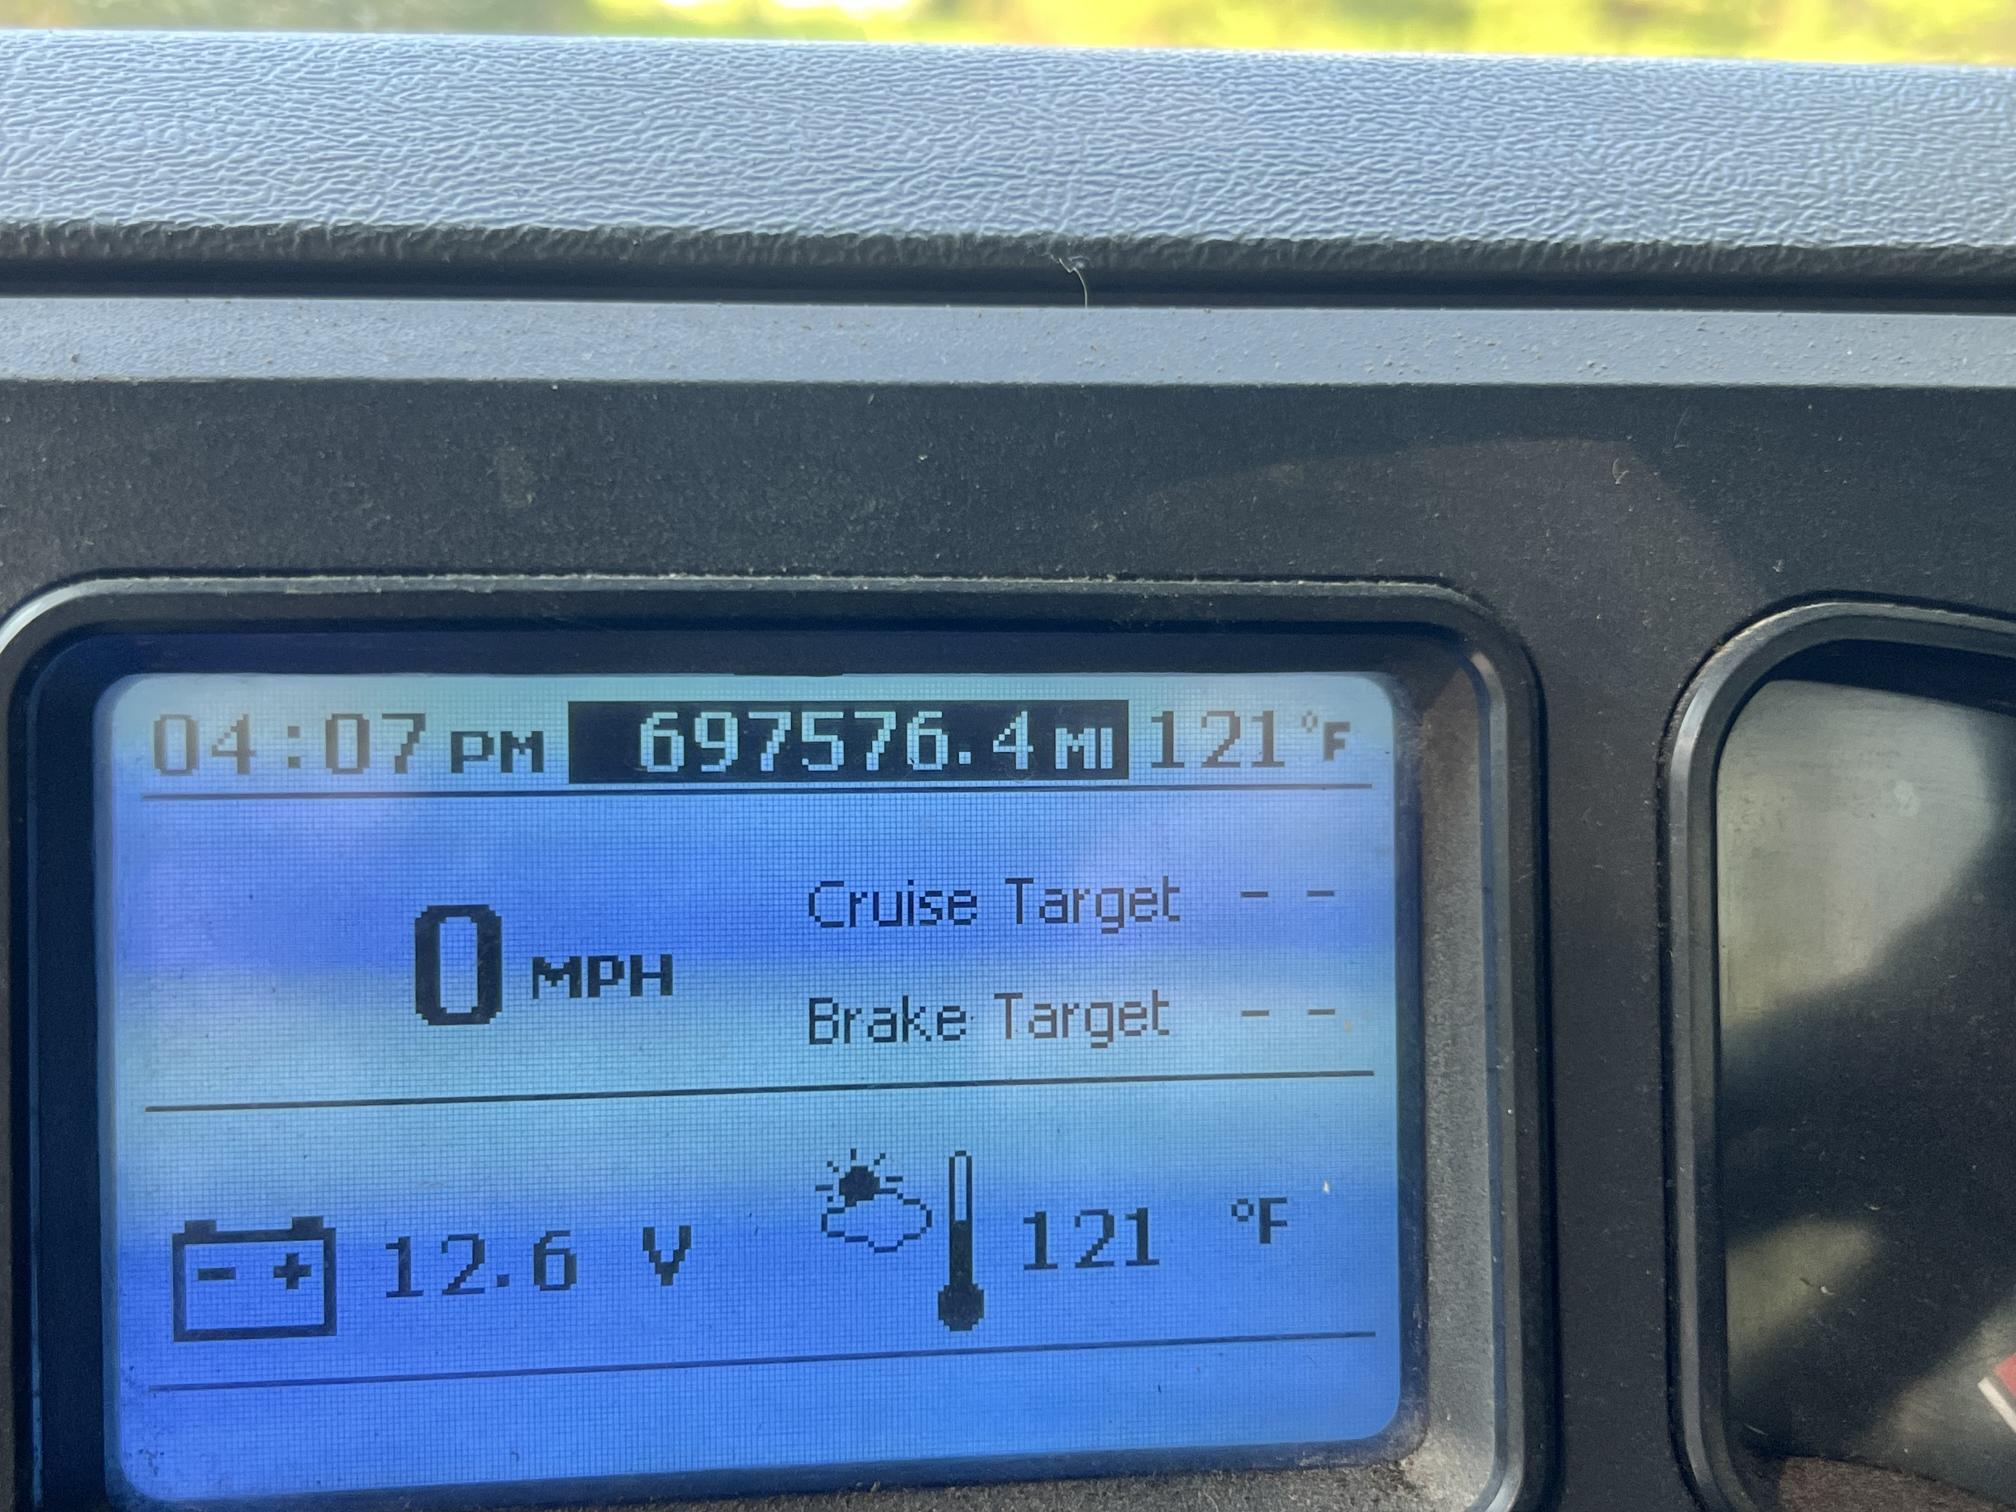 04:07 PM 697576.4 MI 121°F
Cruise Target - -
0 MPH
Brake Target - -
- + 12.6 V 121 °F